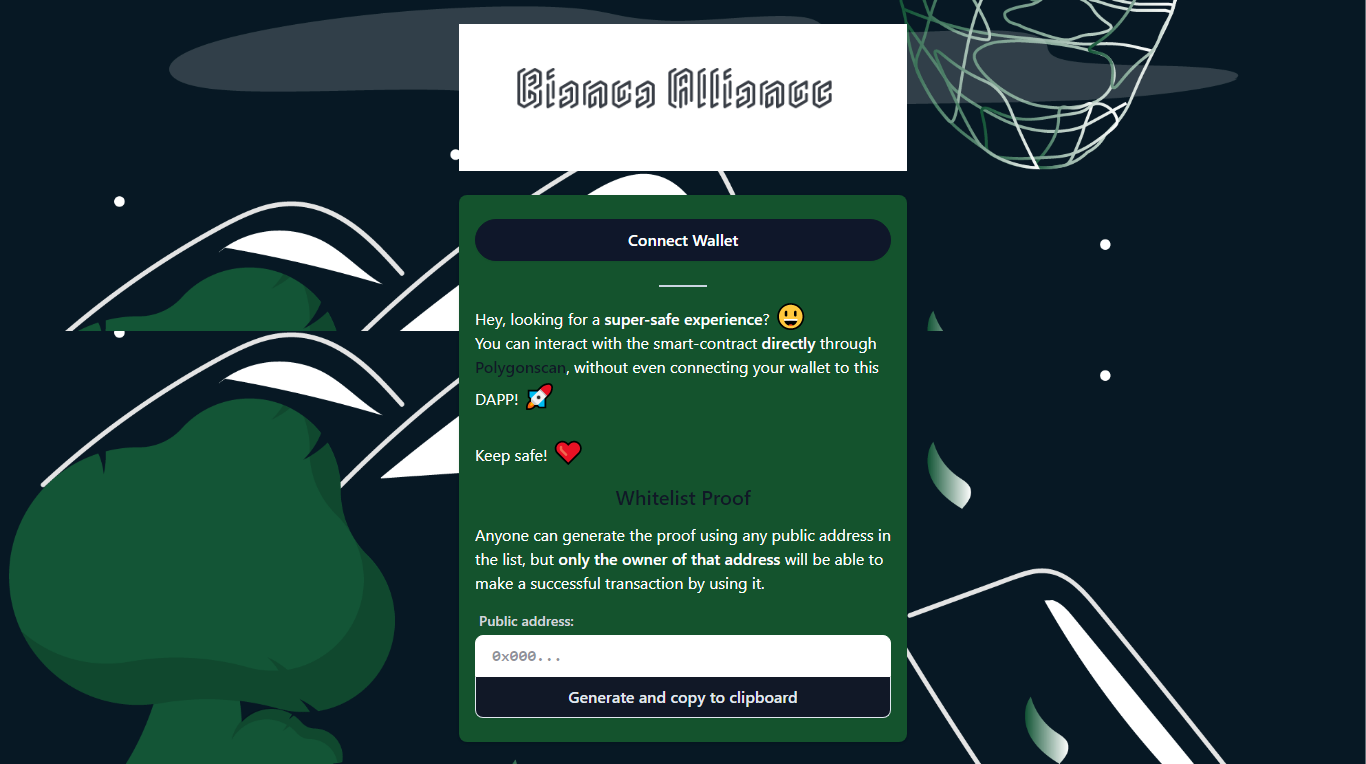 Bianca Alliance
Connect Wallet
Hey, looking for a super-safe experience? 😃
You can interact with the smart-contract directly through
Polygonscan, without even connecting your wallet to this
DAPP! 🚀
Keep safe! ❤️
Whitelist Proof
Anyone can generate the proof using any public address in
the list, but only the owner of that address will be able to
make a successful transaction by using it.
Public address:
0x000...
Generate and copy to clipboard